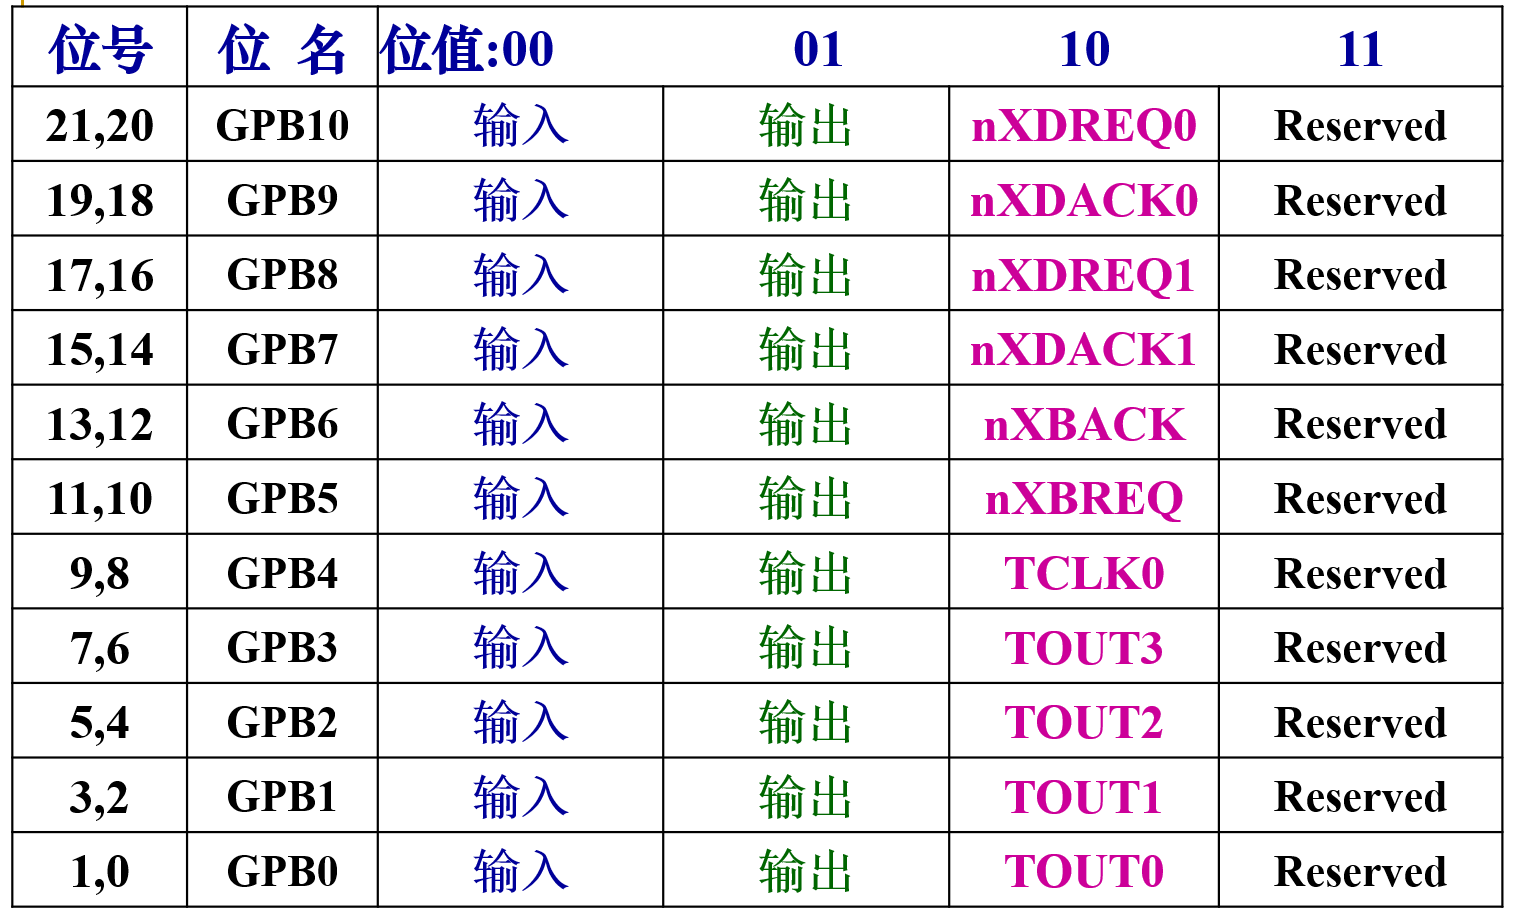 位号 位 名 位值:00 01 10 11
21,20 GPB10 输入 输出 nXDREQ0 Reserved
19,18 GPB9 输入 输出 nXDACK0 Reserved
17,16 GPB8 输入 输出 nXDREQ1 Reserved
15,14 GPB7 输入 输出 nXDACK1 Reserved
13,12 GPB6 输入 输出 nXBACK Reserved
11,10 GPB5 输入 输出 nXBREQ Reserved
9,8 GPB4 输入 输出 TCLK0 Reserved
7,6 GPB3 输入 输出 TOUT3 Reserved
5,4 GPB2 输入 输出 TOUT2 Reserved
3,2 GPB1 输入 输出 TOUT1 Reserved
1,0 GPB0 输入 输出 TOUT0 Reserved